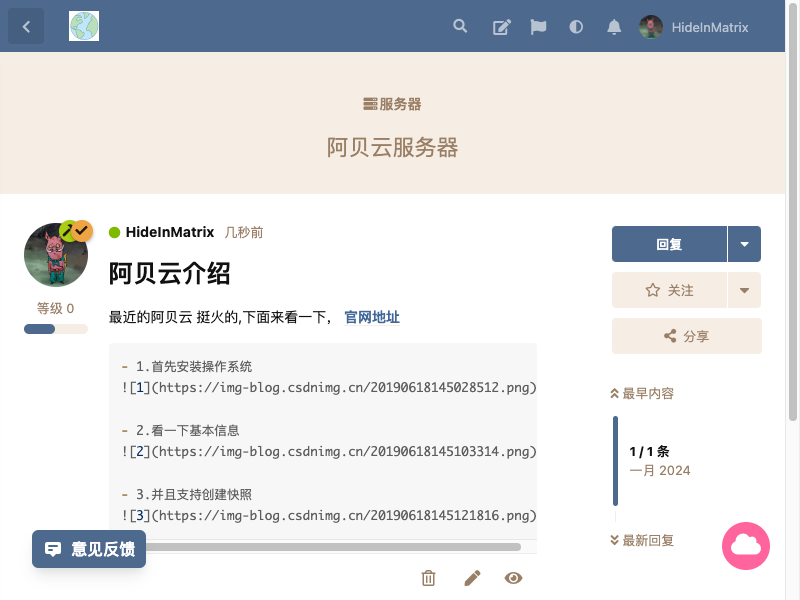 HideInMatrix
服务器
阿贝云服务器
HideInMatrix 几秒前
等级 0
阿贝云介绍
最近的阿贝云 挺火的,下面来看一下， 官网地址
- 1.首先安装操作系统
![1](https://img-blog.csdnimg.cn/20190618145028512.png)
- 2.看一下基本信息
![2](https://img-blog.csdnimg.cn/20190618145103314.png)
- 3.并且支持创建快照
![3](https://img-blog.csdnimg.cn/20190618145121816.png)
回复
关注
分享
最早内容
1 / 1 条
一月 2024
最新回复
意见反馈